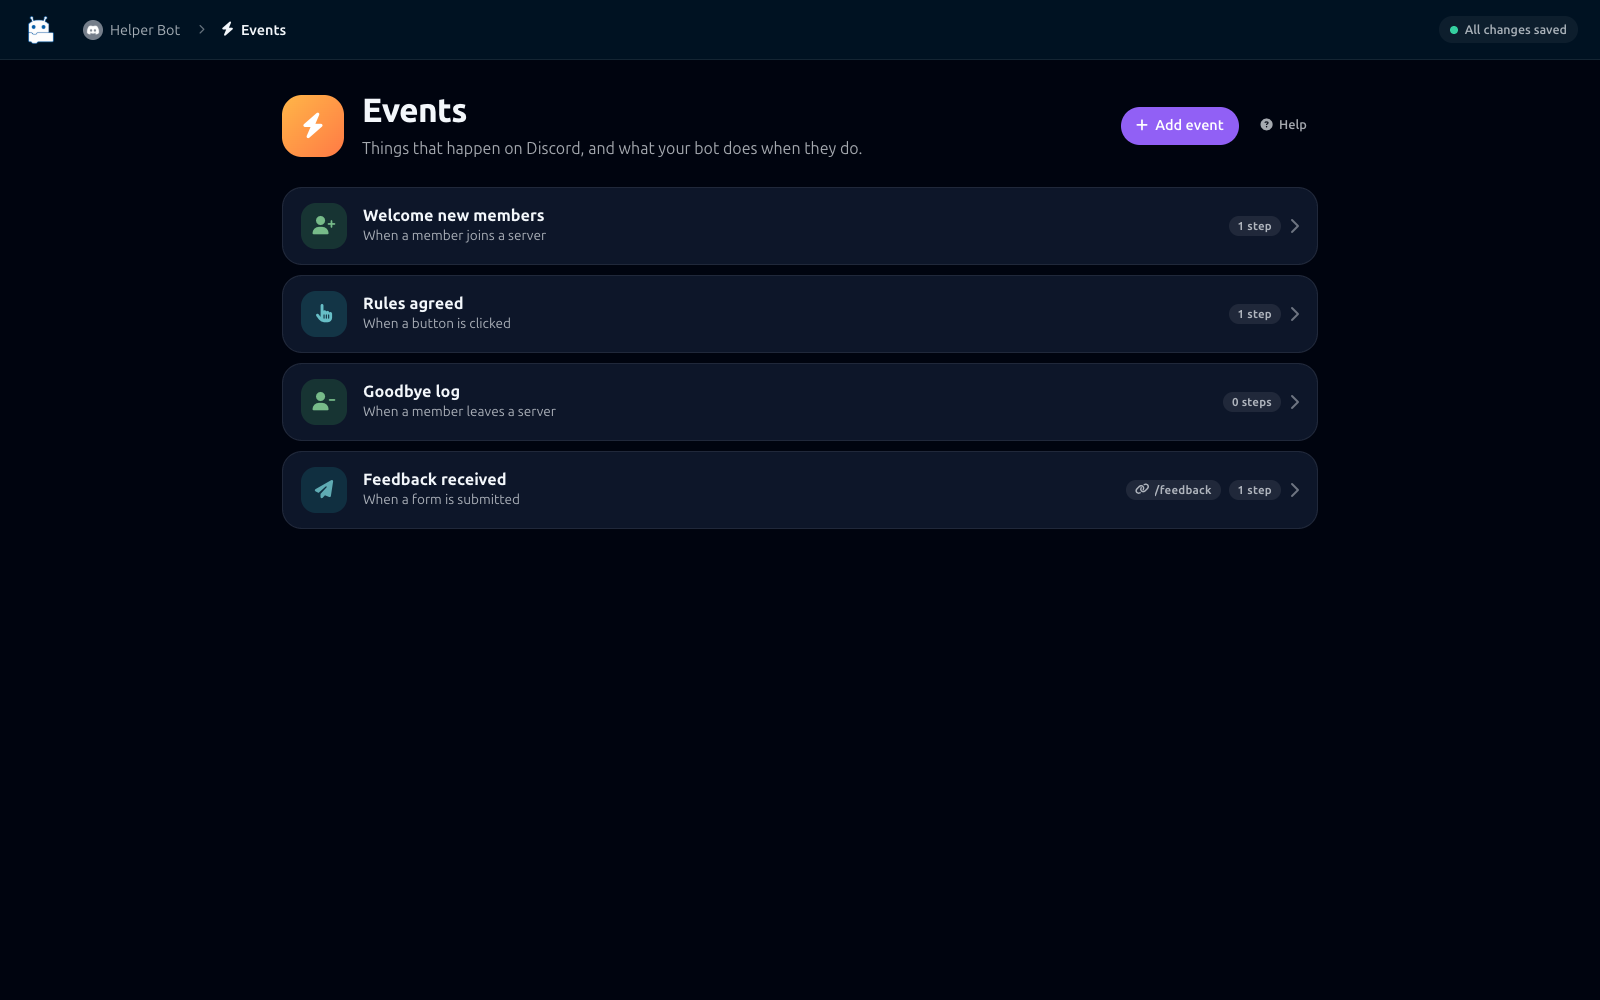 Helper Bot
Events
All changes saved
Events
Things that happen on Discord, and what your bot does when they do.
Add event
Help
Welcome new members
When a member joins a server
1 step
Rules agreed
When a button is clicked
1 step
Goodbye log
When a member leaves a server
0 steps
Feedback received
When a form is submitted
/feedback
1 step